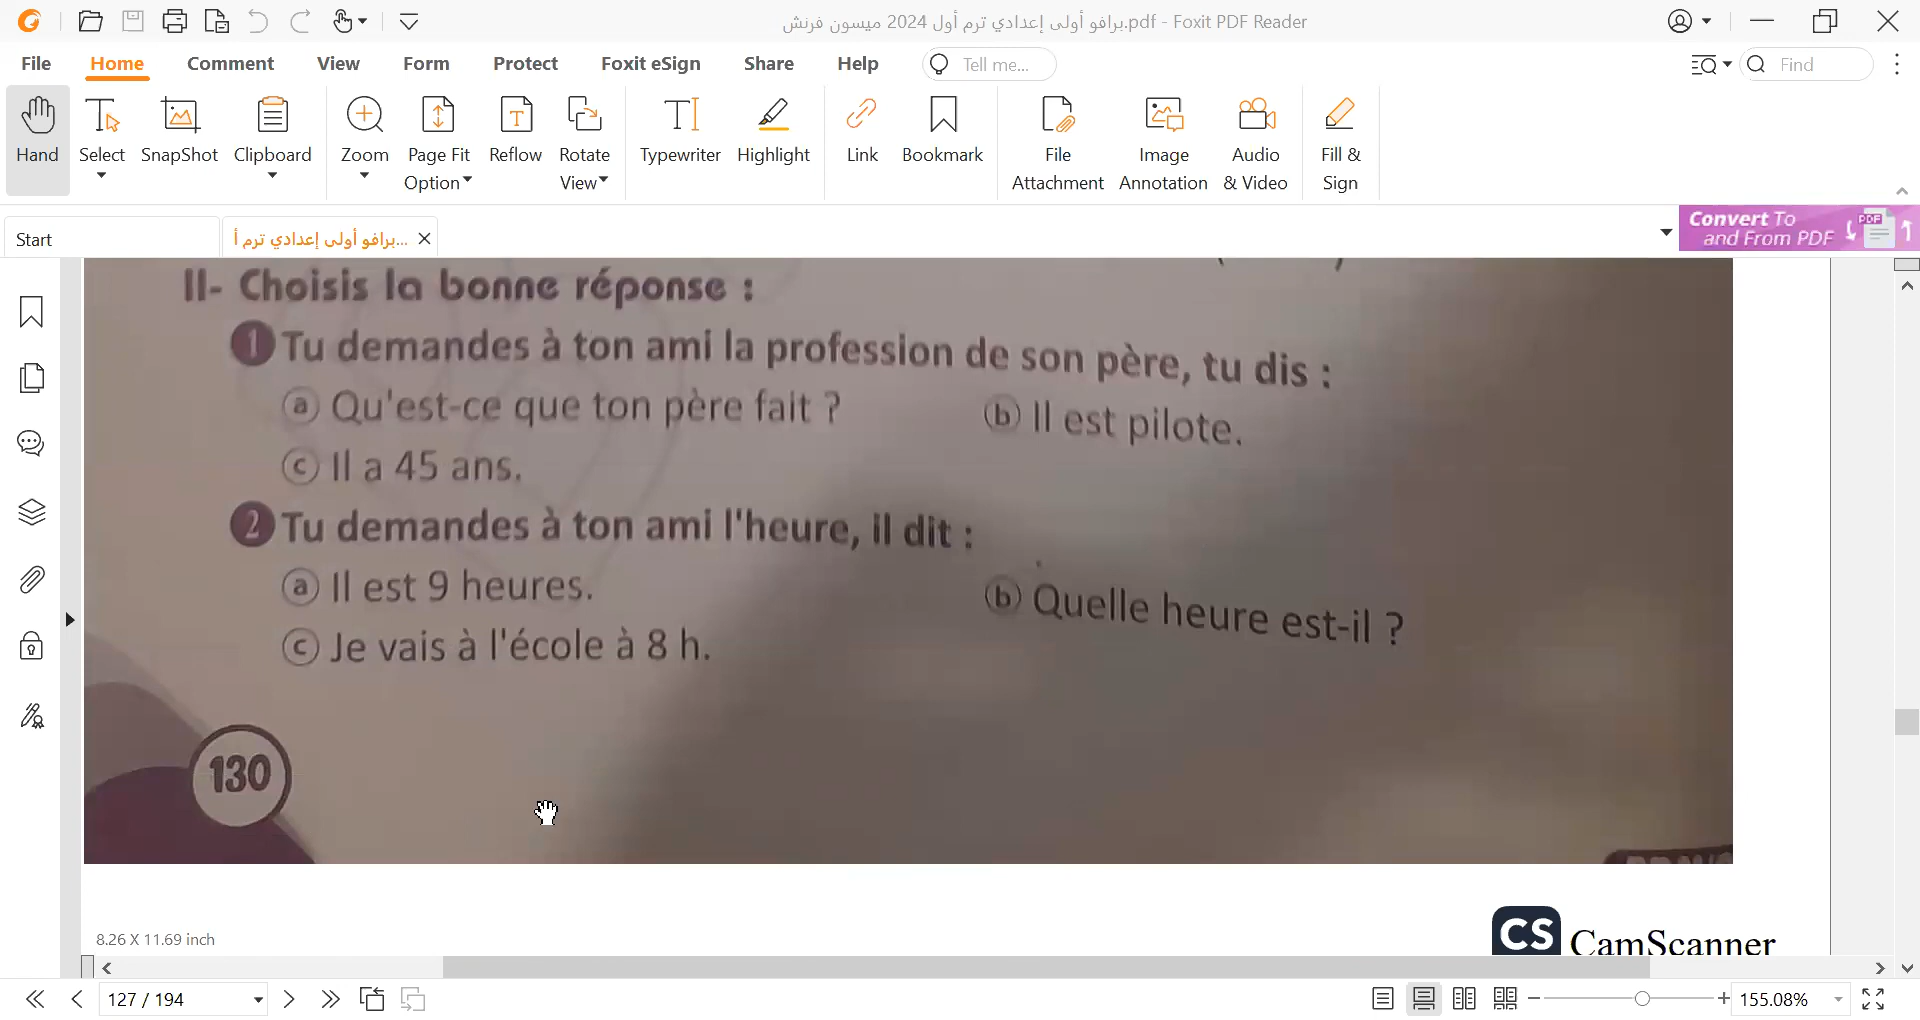 برافو أولى إعدادي ترم أول 2024 ميسون فرنش.pdf - Foxit PDF Reader
File Home Comment View Form Protect Foxit eSign Share Help Tell me... Find
Hand Select SnapShot Clipboard Zoom Page Fit Option Reflow Rotate View Typewriter Highlight Link Bookmark File Attachment Image Annotation Audio & Video Fill & Sign
Start
برافو أولى إعدادي ترم أ...
Convert To
and From PDF
PDF
II- Choisis la bonne réponse :
1 Tu demandes à ton ami la profession de son père, tu dis :
a Qu'est-ce que ton père fait ? b Il est pilote.
c Il a 45 ans.
2 Tu demandes à ton ami l'heure, il dit :
a Il est 9 heures. b Quelle heure est-il ?
c Je vais à l'école à 8 h.
130
CS CamScanner
8.26 X 11.69 inch
127 / 194 155.08%